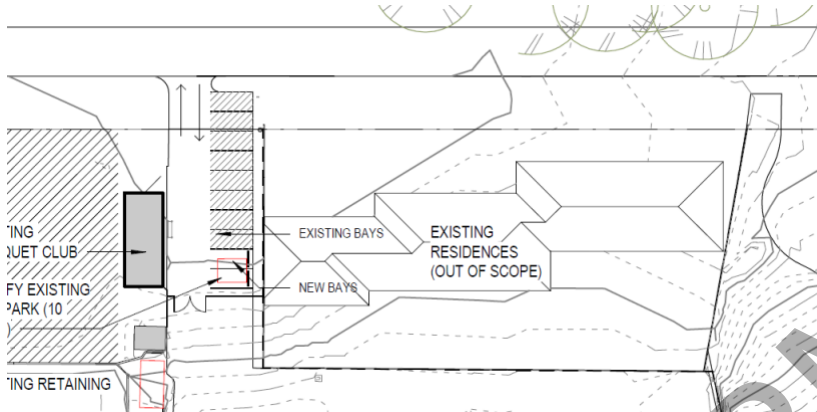 TING
QUET CLUB
EXISTING BAYS
EXISTING
RESIDENCES
(OUT OF SCOPE)
FY EXISTING
PARK (10
)
NEW BAYS
TING RETAINING